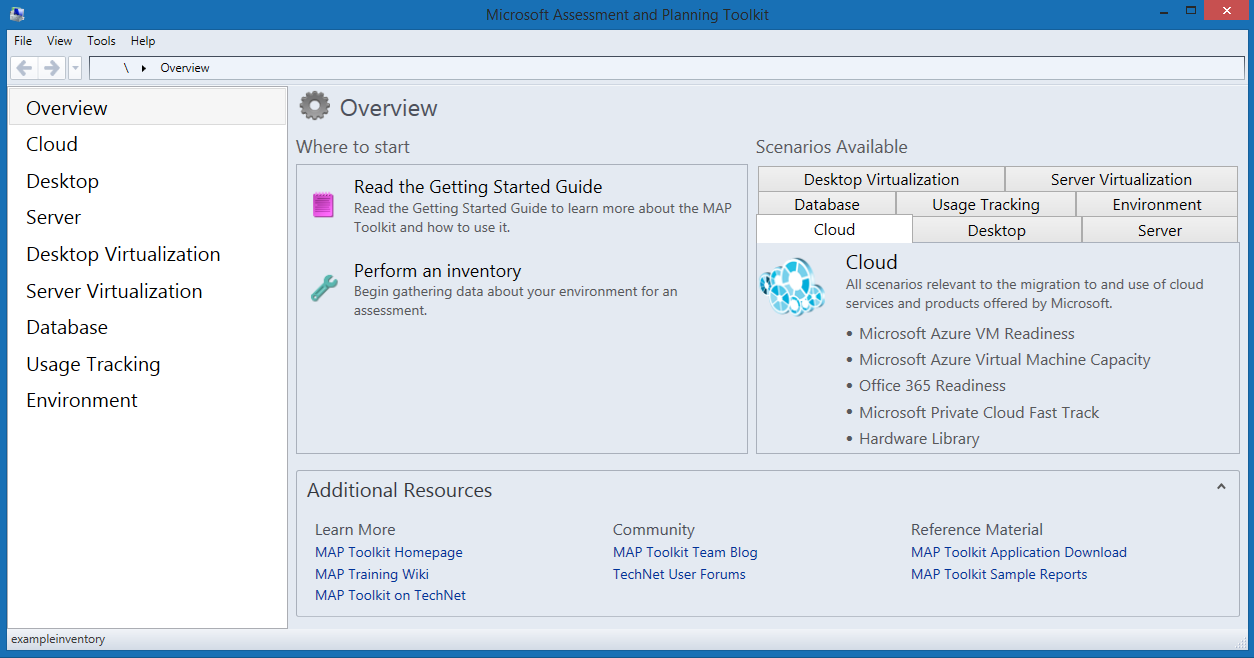 Microsoft Assessment and Planning Toolkit
File View Tools Help
\ Overview
Overview
Cloud
Desktop
Server
Desktop Virtualization
Server Virtualization
Database
Usage Tracking
Environment
Overview
Where to start
Read the Getting Started Guide
Read the Getting Started Guide to learn more about the MAP
Toolkit and how to use it.
Perform an inventory
Begin gathering data about your environment for an
assessment.
Scenarios Available
Desktop Virtualization Server Virtualization
Database Usage Tracking Environment
Cloud Desktop Server
Cloud
All scenarios relevant to the migration to and use of cloud
services and products offered by Microsoft.
• Microsoft Azure VM Readiness
• Microsoft Azure Virtual Machine Capacity
• Office 365 Readiness
• Microsoft Private Cloud Fast Track
• Hardware Library
Additional Resources
Learn More
MAP Toolkit Homepage
MAP Training Wiki
MAP Toolkit on TechNet
Community
MAP Toolkit Team Blog
TechNet User Forums
Reference Material
MAP Toolkit Application Download
MAP Toolkit Sample Reports
exampleinventory